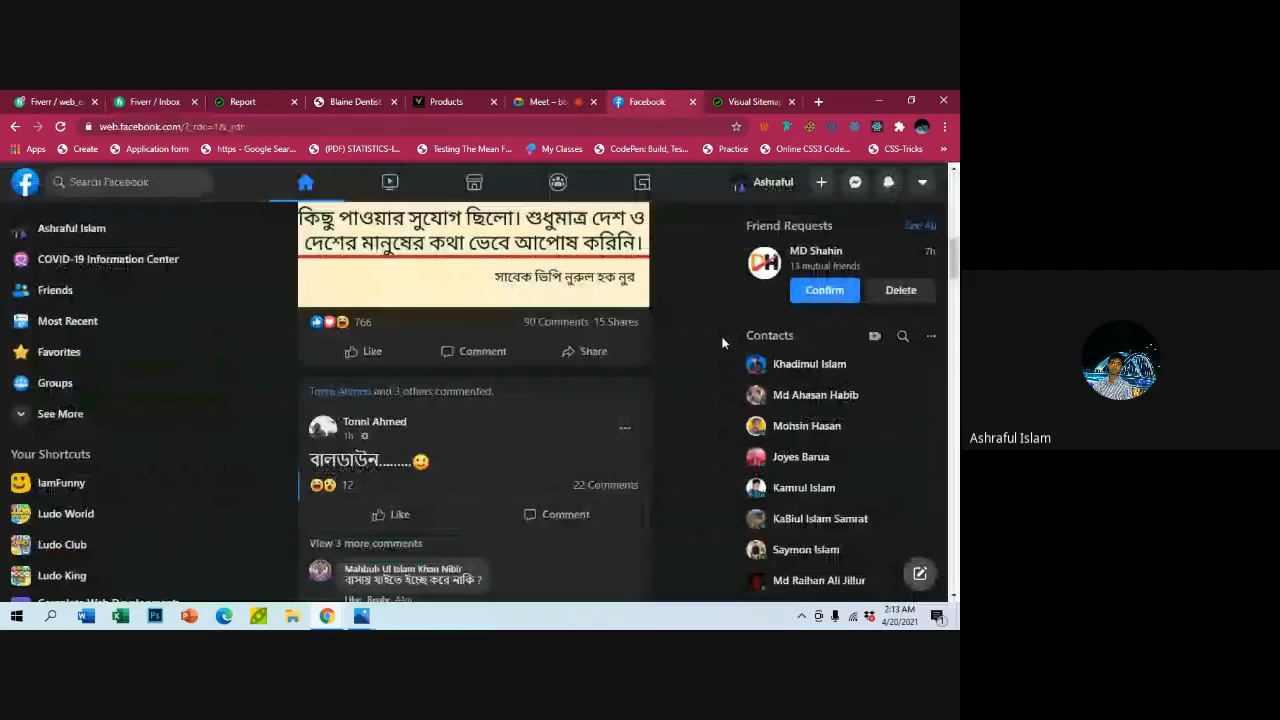 Fiverr / web_e
Fiverr / Inbox
Report
Blaine Dentist
Products
Meet – bb
Facebook
Visual Sitemap
web.facebook.com/?_rdc=1&_rdr
Apps
Create
Application form
https - Google Sear...
(PDF) STATISTICS-I...
Testing The Mean F...
My Classes
CodePen: Build, Tes...
Practice
Online CSS3 Code...
CSS-Tricks
»
Search Facebook
Ashraful
Ashraful Islam
COVID-19 Information Center
Friends
Most Recent
Favorites
Groups
See More
Your Shortcuts
IamFunny
Ludo World
Ludo Club
Ludo King
কিছু পাওয়ার সুযোগ ছিলো। শুধুমাত্র দেশ ও
দেশের মানুষের কথা ভেবে আপোষ করিনি।
সাবেক ভিপি নুরুল হক নুর
766
90 Comments 15 Shares
Like
Comment
Share
Tonni Ahmed and 3 others commented.
Tonni Ahmed
1h
বালডাউন.........
12
22 Comments
Like
Comment
View 3 more comments
Mahbub Ul Islam Khan Nibir
বাসায় যাইতে ইচ্ছে করে নাকি ?
Like Reply
Friend Requests
See All
MD Shahin
7h
13 mutual friends
Confirm
Delete
Contacts
Khadimul Islam
Md Ahasan Habib
Mohsin Hasan
Joyes Barua
Kamrul Islam
KaBiul Islam Samrat
Saymon Islam
Md Raihan Ali Jillur
2:13 AM
4/20/2021
Ashraful Islam